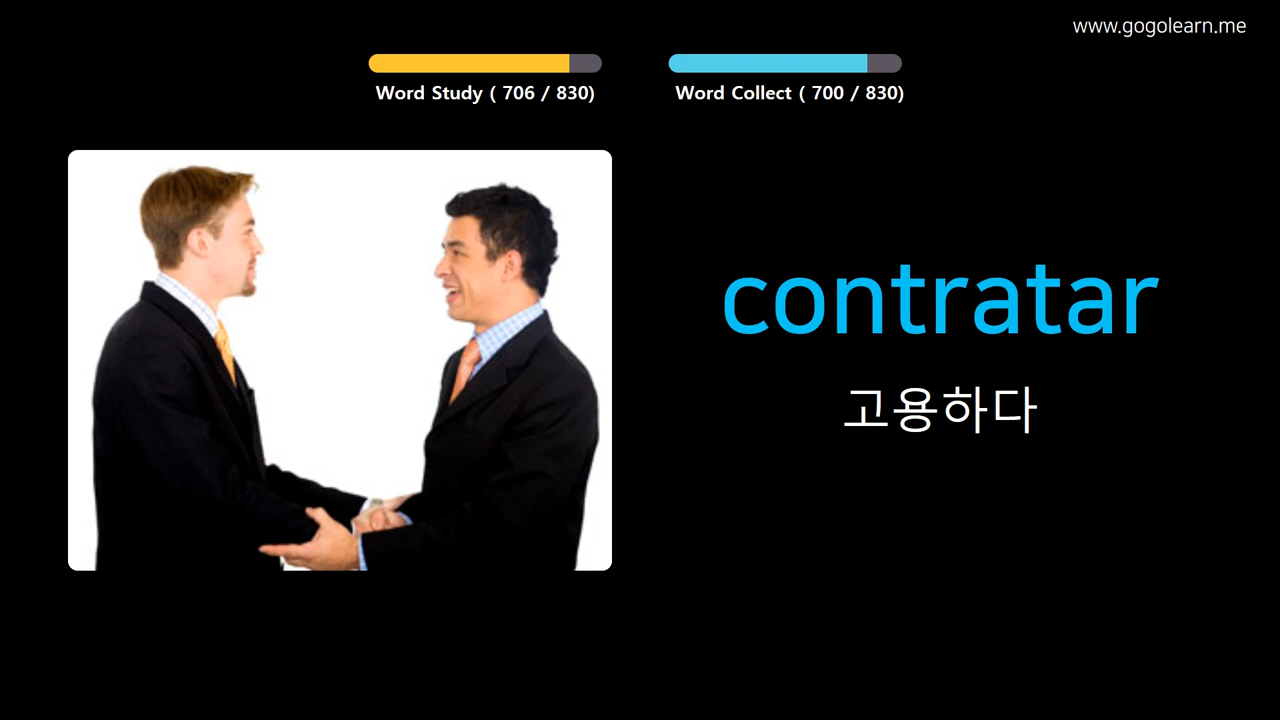 www.gogolearn.me
Word Study ( 706 / 830)
Word Collect ( 700 / 830)
contratar
고용하다